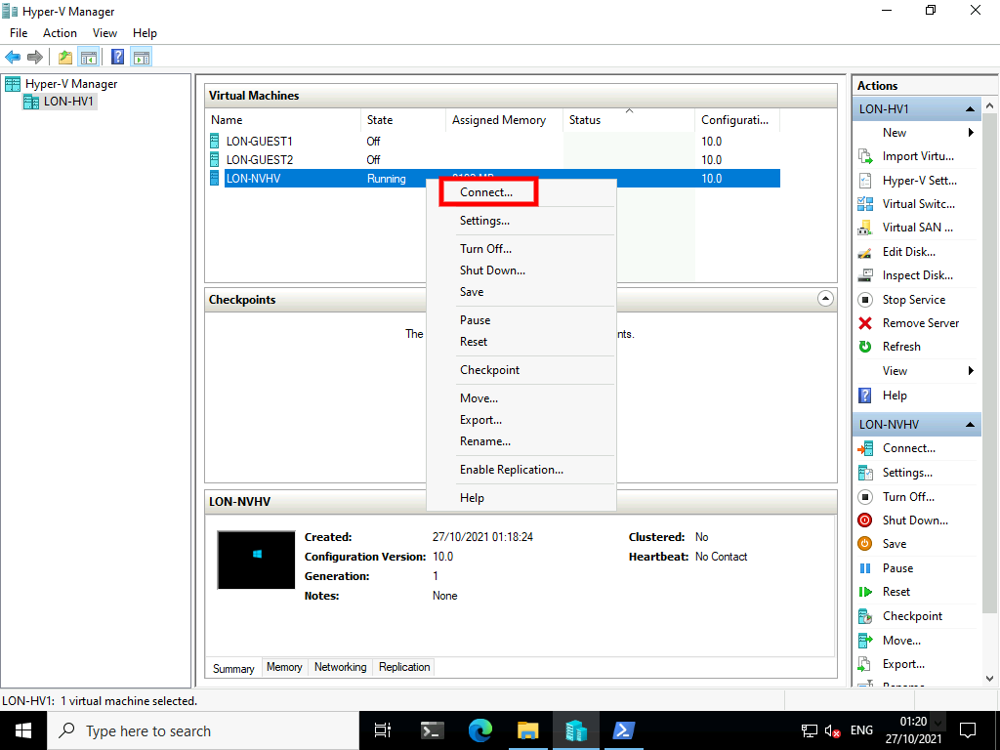 Hyper-V Manager
File Action View Help
Hyper-V Manager
LON-HV1
Virtual Machines
Name State Assigned Memory Status Configurati...
LON-GUEST1 Off 10.0
LON-GUEST2 Off 10.0
LON-NVHV Running 10.0
Connect...
Settings...
Turn Off...
Shut Down...
Save
Pause
Reset
Checkpoint
Move...
Export...
Rename...
Enable Replication...
Help
Checkpoints
The nts.
LON-NVHV
Created: 27/10/2021 01:18:24 Clustered: No
Configuration Version: 10.0 Heartbeat: No Contact
Generation: 1
Notes: None
Summary Memory Networking Replication
Actions
LON-HV1
New
Import Virtu...
Hyper-V Sett...
Virtual Switc...
Virtual SAN ...
Edit Disk...
Inspect Disk...
Stop Service
Remove Server
Refresh
View
Help
LON-NVHV
Connect...
Settings...
Turn Off...
Shut Down...
Save
Pause
Reset
Checkpoint
Move...
Export...
LON-HV1: 1 virtual machine selected.
Type here to search
ENG
01:20
27/10/2021